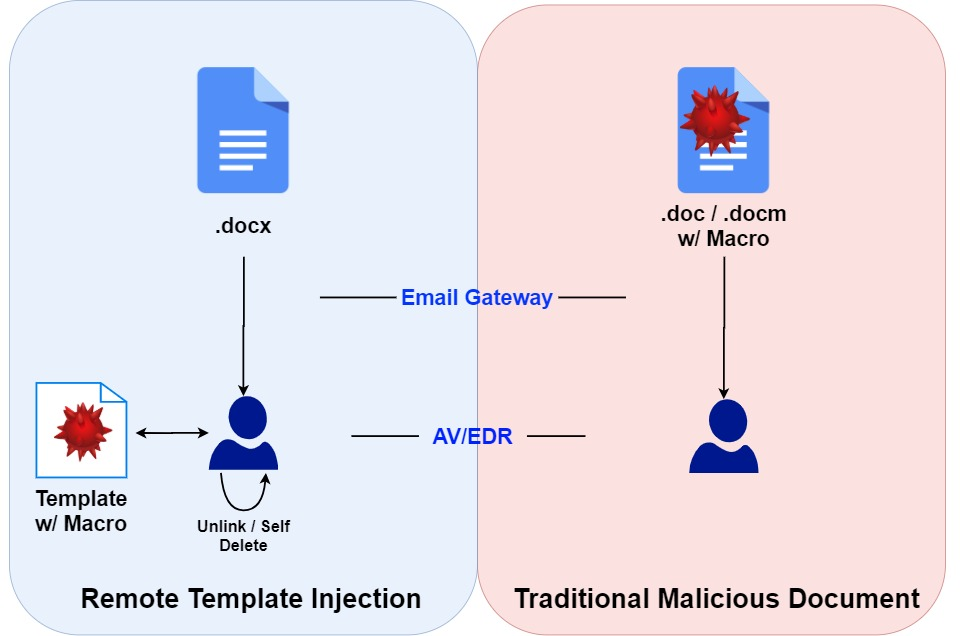 .docx
.doc / .docm
w/ Macro
Email Gateway
AV/EDR
Template
w/ Macro
Unlink / Self
Delete
Remote Template Injection
Traditional Malicious Document